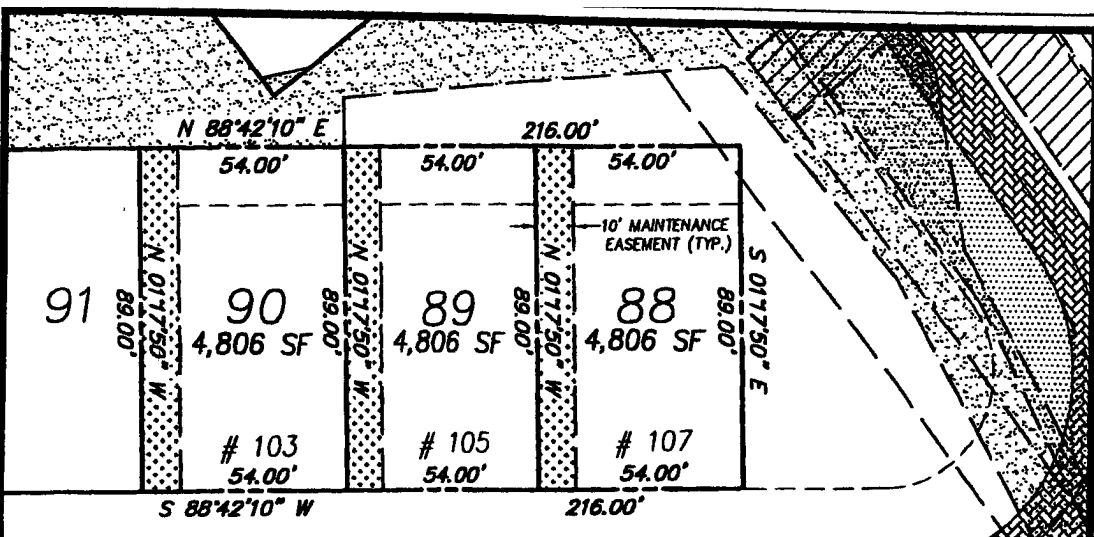 N 88°42'10" E
216.00'
54.00'
54.00'
54.00'
10' MAINTENANCE
EASEMENT (TYP.)
91
89.00'
N 01°17'50" W
90
4,806 SF
89.00'
N 01°17'50" W
89
4,806 SF
89.00'
N 01°17'50" W
88
4,806 SF
S 01°17'50" E
89.00'
# 103
# 105
# 107
54.00'
54.00'
54.00'
S 88°42'10" W
216.00'